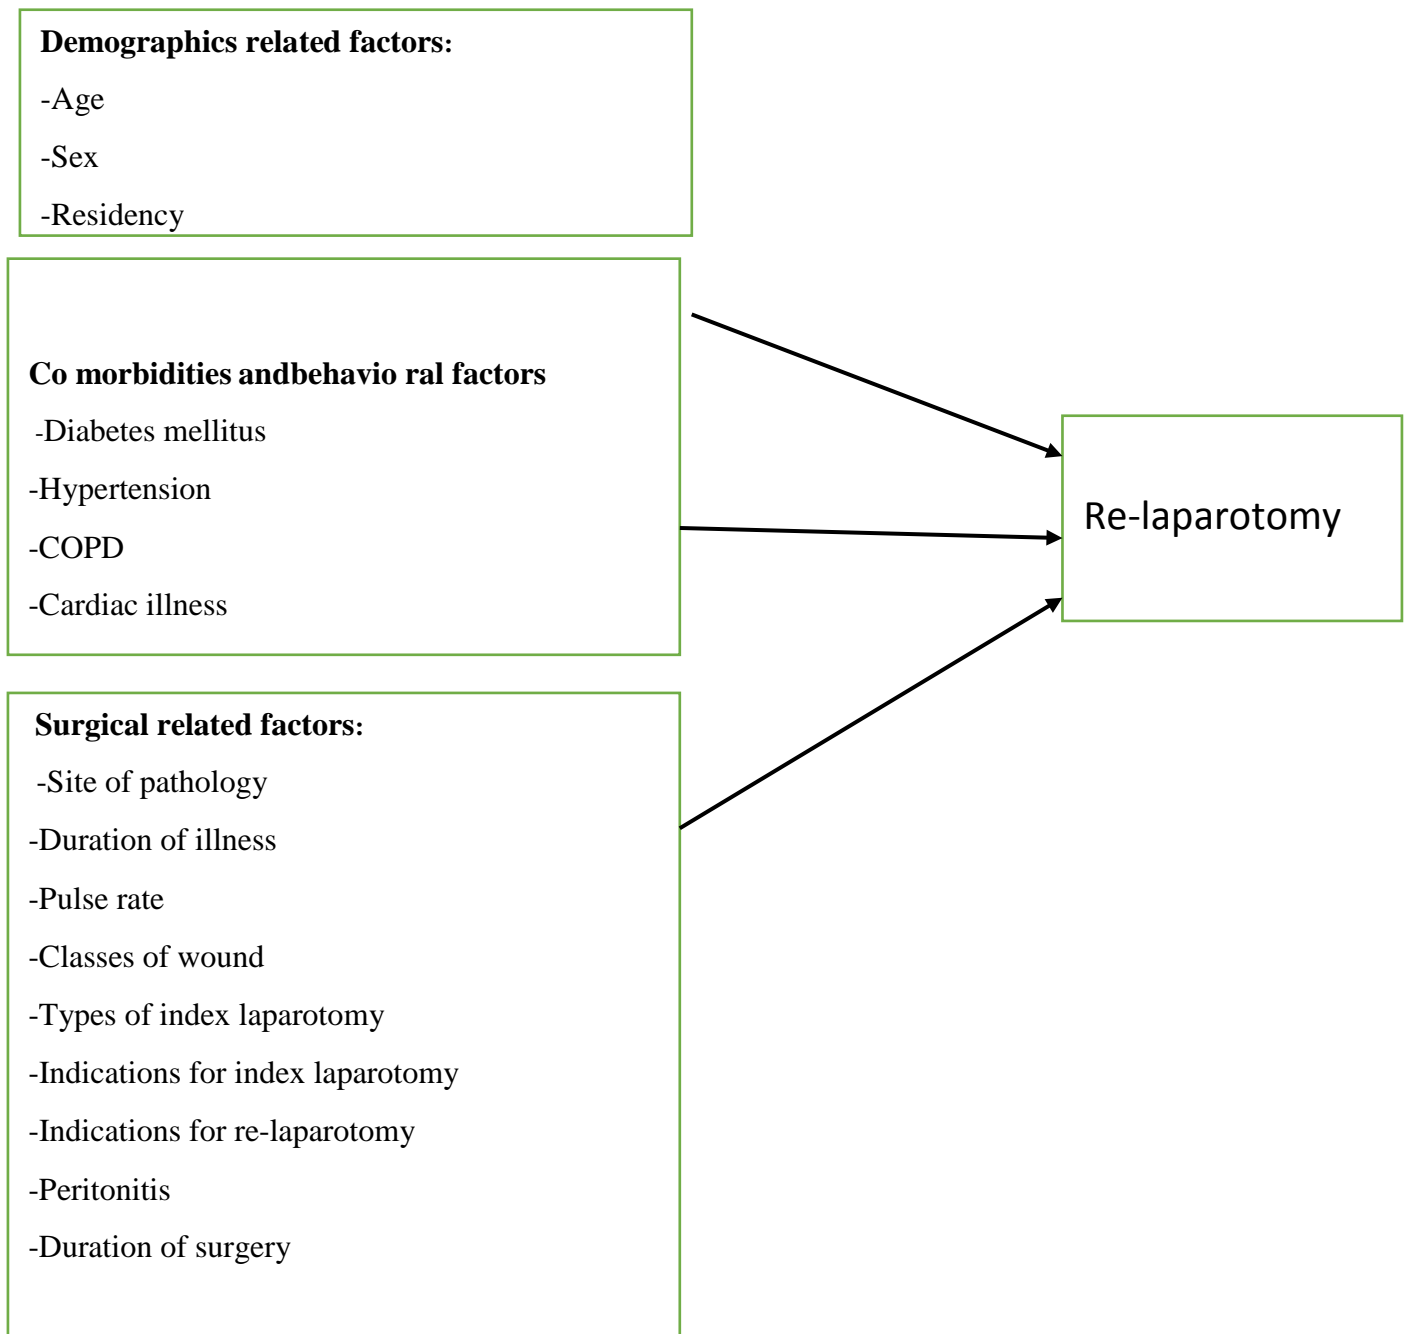 Demographics related factors:
-Age
-Sex
-Residency
Co morbidities andbehavio ral factors
-Diabetes mellitus
-Hypertension
-COPD
-Cardiac illness
Re-laparotomy
Surgical related factors:
-Site of pathology
-Duration of illness
-Pulse rate
-Classes of wound
-Types of index laparotomy
-Indications for index laparotomy
-Indications for re-laparotomy
-Peritonitis
-Duration of surgery